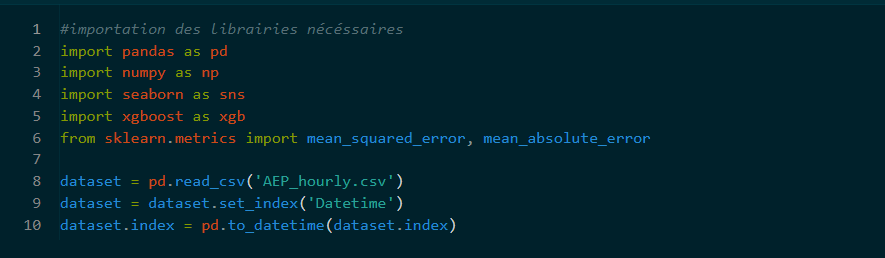 1 #importation des librairies nécéssaires
2 import pandas as pd
3 import numpy as np
4 import seaborn as sns
5 import xgboost as xgb
6 from sklearn.metrics import mean_squared_error, mean_absolute_error
7
8 dataset = pd.read_csv('AEP_hourly.csv')
9 dataset = dataset.set_index('Datetime')
10 dataset.index = pd.to_datetime(dataset.index)